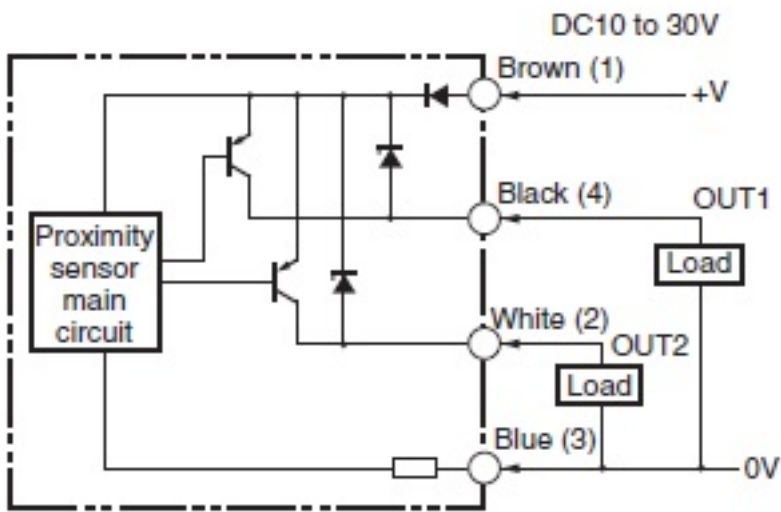 DC10 to 30V
Brown (1)
+V
Black (4)
OUT1
Proximity
sensor
main
circuit
Load
White (2)
OUT2
Load
Blue (3)
0V